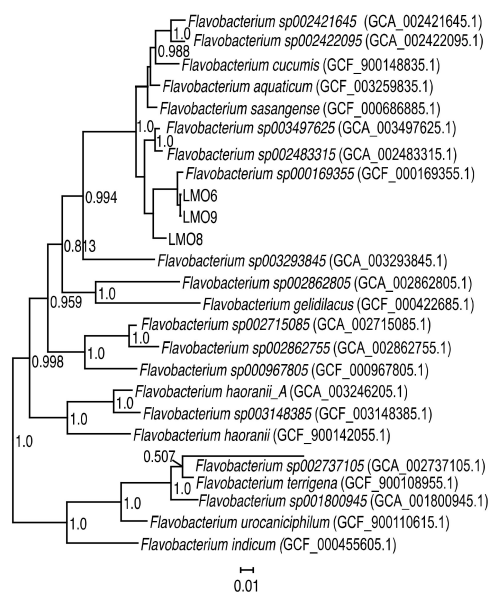 Flavobacterium sp002421645 (GCA_002421645.1)
1.0
Flavobacterium sp002422095 (GCA_002422095.1)
0.988
Flavobacterium cucumis (GCF_900148835.1)
Flavobacterium aquaticum (GCF_003259835.1)
Flavobacterium sasangense (GCF_000686885.1)
1.0
Flavobacterium sp003497625 (GCA_003497625.1)
1.0
Flavobacterium sp002483315 (GCA_002483315.1)
Flavobacterium sp000169355 (GCF_000169355.1)
LMO6
0.994
LMO9
LMO8
0.813
Flavobacterium sp003293845 (GCA_003293845.1)
Flavobacterium sp002862805 (GCA_002862805.1)
1.0
0.959
Flavobacterium gelidilacus (GCF_000422685.1)
Flavobacterium sp002715085 (GCA_002715085.1)
1.0
Flavobacterium sp002862755 (GCA_002862755.1)
1.0
0.998
Flavobacterium sp000967805 (GCF_000967805.1)
Flavobacterium haoranii_A (GCA_003246205.1)
1.0
Flavobacterium sp003148385 (GCF_003148385.1)
1.0
Flavobacterium haoranii (GCF_900142055.1)
1.0
0.507
Flavobacterium sp002737105 (GCA_002737105.1)
Flavobacterium terrigena (GCF_900108955.1)
1.0
Flavobacterium sp001800945 (GCA_001800945.1)
1.0
Flavobacterium urocaniciphilum (GCF_900110615.1)
1.0
Flavobacterium indicum (GCF_000455605.1)
0.01